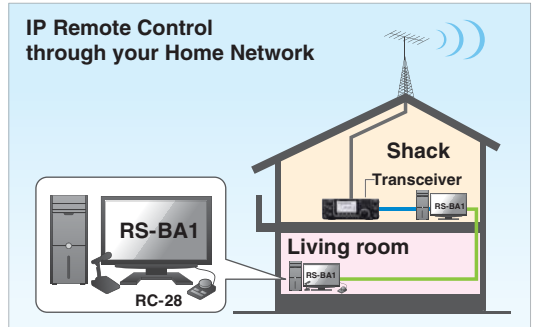 IP Remote Control
through your Home Network
Shack
Transceiver
RS-BA1
Living room
RS-BA1
RS-BA1
RC-28